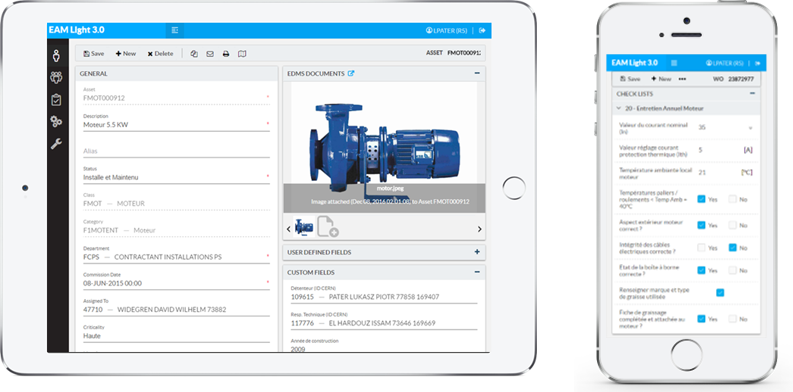 EAM Light 3.0
LPATER (R5)
Save
New
Delete
ASSET FMOT000912
GENERAL
Asset
FMOT000912
Description
Moteur 5.5 KW
Alias
Status
Installe et Maintenu
Class
FMOT — MOTEUR
Category
F1MOTENT — Moteur
Department
FCPS — CONTRACTANT INSTALLATIONS PS
Commission Date
08-JUN-2015 00:00
Assigned To
47710 — WIDEGREN DAVID WILHELM 73882
Criticality
Haute
EDMS DOCUMENTS
motor.jpeg
Image attached (Dec 08, 2016 02:01:08) to Asset FMOT000912
USER DEFINED FIELDS
CUSTOM FIELDS
Détenteur (ID CERN)
109615 — PATER LUKASZ PIOTR 77858 169407
Resp. Technique (ID CERN)
117776 — EL HARDOUZ ISSAM 73646 169669
Année de construction
2009
EAM Light 3.0
LPATER (R5)
Save
New
WO 23872977
CHECK LISTS
20 - Entretien Annuel Moteur
Valeur du courant nominal
(In)
35
Valeur réglage courant
protection thermique (Ith)
5 [A]
Température ambiante local
moteur
21 [°C]
Températures paliers /
roulements < Temp Amb +
40°C
Yes No
Aspect extérieur moteur
correct ?
Yes No
Intégrité des câbles
électriques correcte ?
Yes No
État de la boîte à borne
correcte ?
Yes No
Renseigner marque et type
de graisse utilisée
Fiche de graissage
complétée et attachée au
moteur ?
Yes No